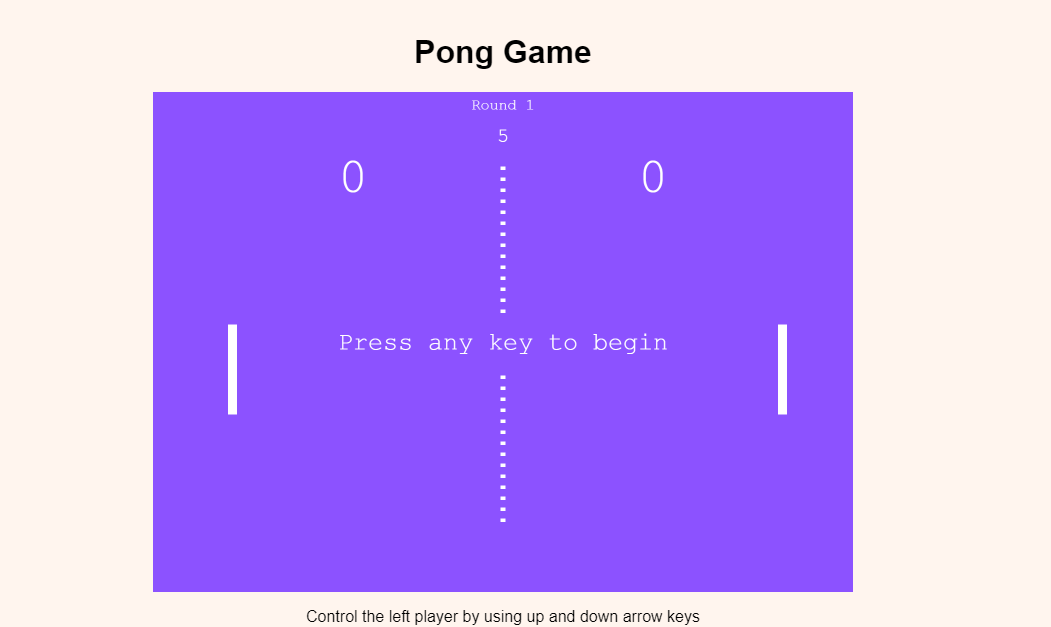 Pong Game
Round 1
5
0 0
Press any key to begin
Control the left player by using up and down arrow keys